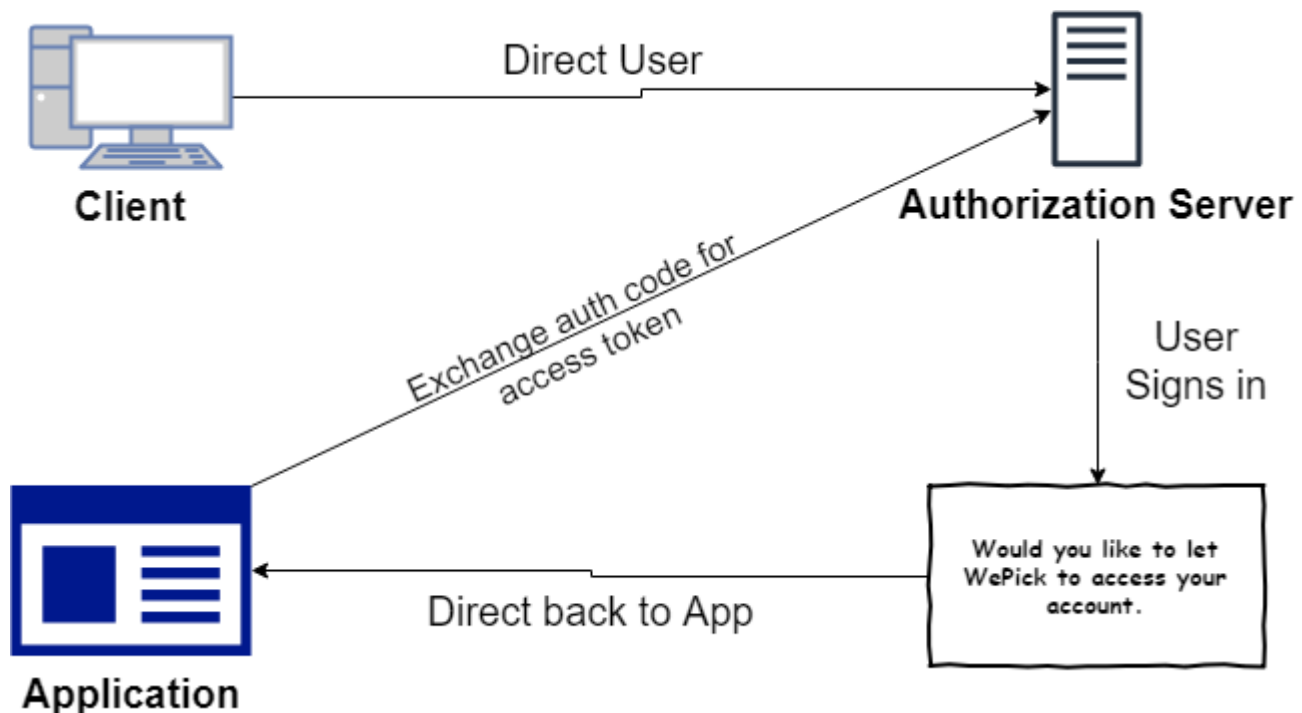 Direct User
Client
Authorization Server
Exchange auth code for
access token
User
Signs in
Would you like to let
WePick to access your
account.
Direct back to App
Application